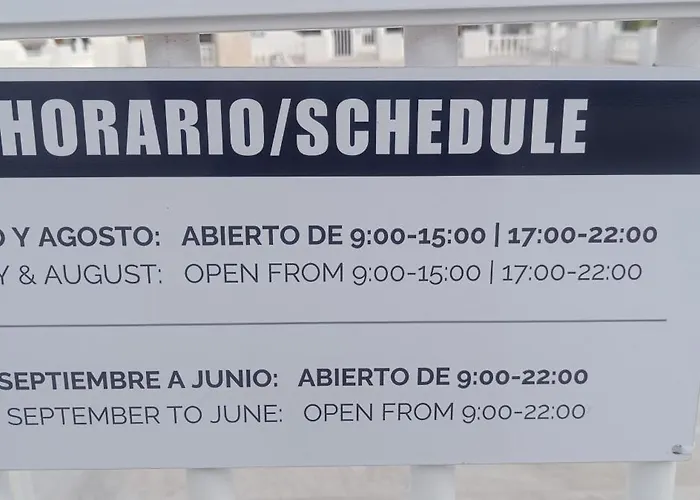 HORARIO/SCHEDULE
Y AGOSTO: ABIERTO DE 9:00-15:00 | 17:00-22:00
& AUGUST: OPEN FROM 9:00-15:00 | 17:00-22:00
SEPTIEMBRE A JUNIO: ABIERTO DE 9:00-22:00
SEPTEMBER TO JUNE: OPEN FROM 9:00-22:00